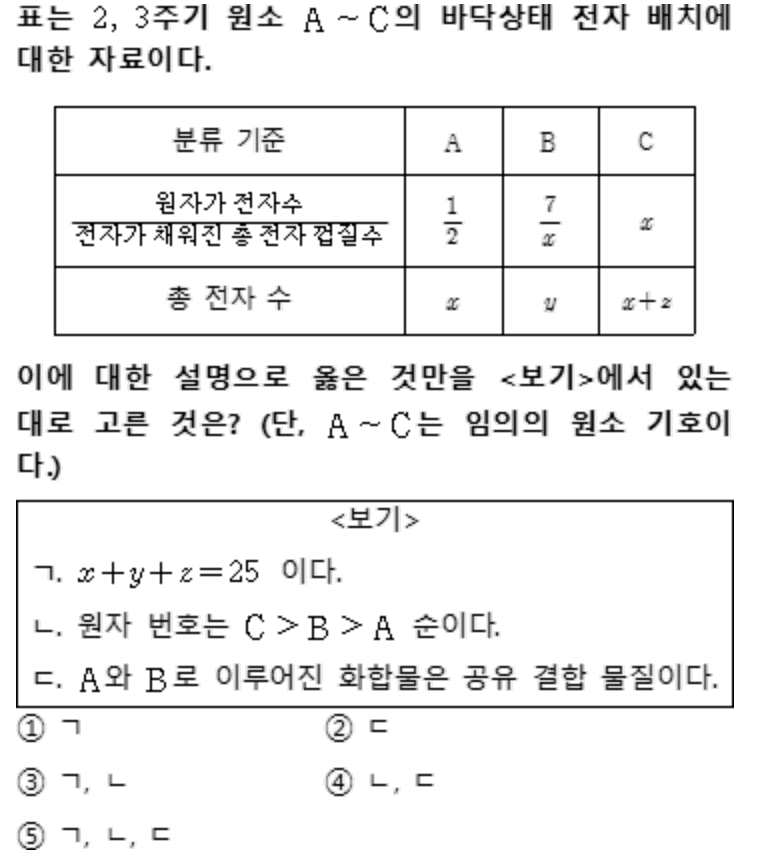 표는 2, 3주기 원소 A ~ C의 바닥상태 전자 배치에
대한 자료이다.
분류 기준 A B C
원자가 전자수 / 전자가 채워진 총 전자 껍질수 1/2 7/x x
총 전자 수 x y x+z
이에 대한 설명으로 옳은 것만을 <보기>에서 있는
대로 고른 것은? (단, A ~ C는 임의의 원소 기호이
다.)
<보기>
ㄱ. x+y+z=25 이다.
ㄴ. 원자 번호는 C > B > A 순이다.
ㄷ. A와 B로 이루어진 화합물은 공유 결합 물질이다.
① ㄱ ② ㄷ
③ ㄱ, ㄴ ④ ㄴ, ㄷ
⑤ ㄱ, ㄴ, ㄷ